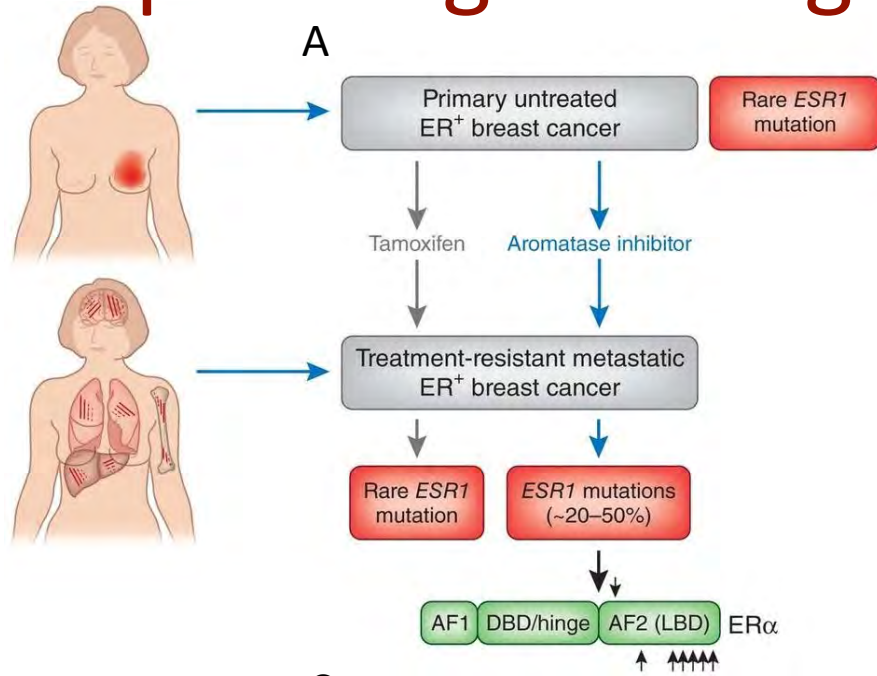 A
Primary untreated
ER+ breast cancer
Rare ESR1
mutation
Tamoxifen
Aromatase inhibitor
Treatment-resistant metastatic
ER+ breast cancer
Rare ESR1
mutation
ESR1 mutations
(~20–50%)
AF1 DBD/hinge AF2 (LBD) ERα